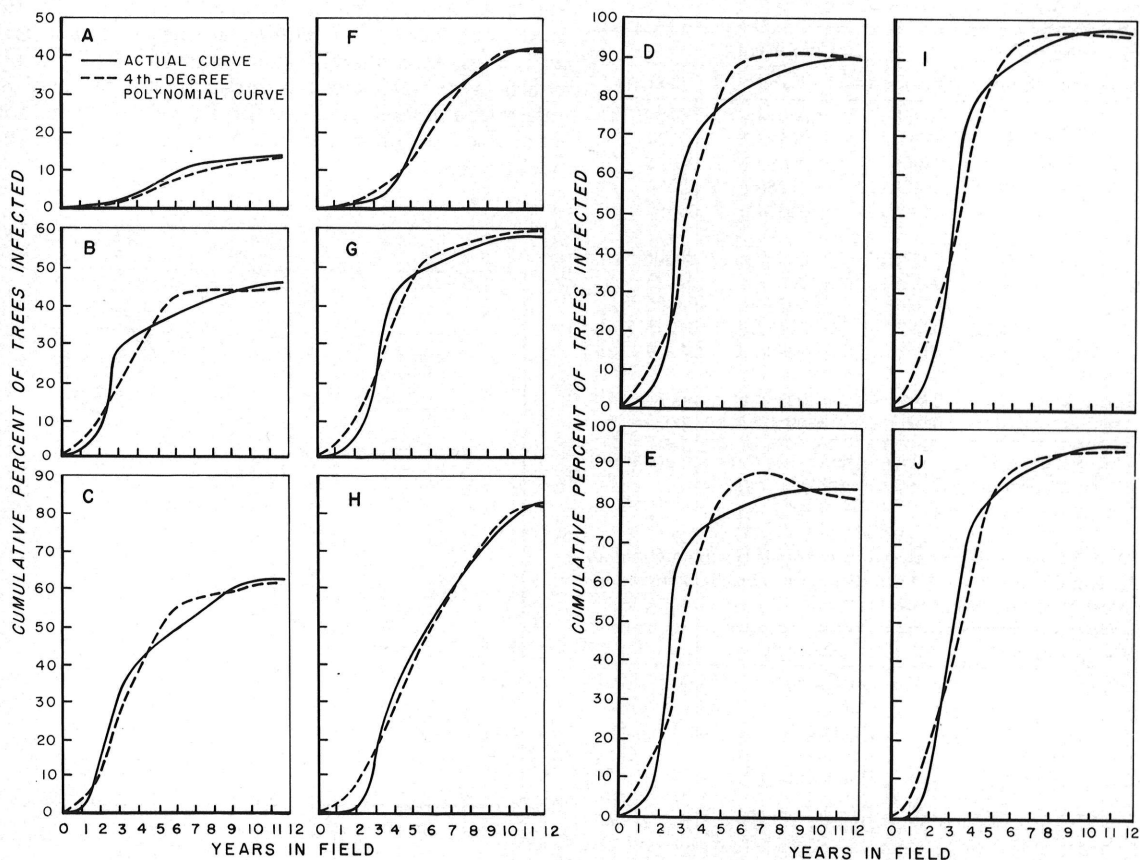 CUMULATIVE PERCENT OF TREES INFECTED
50
40
30
20
10
0
A
ACTUAL CURVE
4th-DEGREE
POLYNOMIAL CURVE
F
60
50
40
30
20
10
0
B
G
90
80
70
60
50
40
30
20
10
0
C
H
0 1 2 3 4 5 6 7 8 9 10 11 12
0 1 2 3 4 5 6 7 8 9 10 11 12
YEARS IN FIELD
CUMULATIVE PERCENT OF TREES INFECTED
100
90
80
70
60
50
40
30
20
10
0
D
I
100
90
80
70
60
50
40
30
20
10
0
E
J
0 1 2 3 4 5 6 7 8 9 10 11 12
0 1 2 3 4 5 6 7 8 9 10 11 12
YEARS IN FIELD